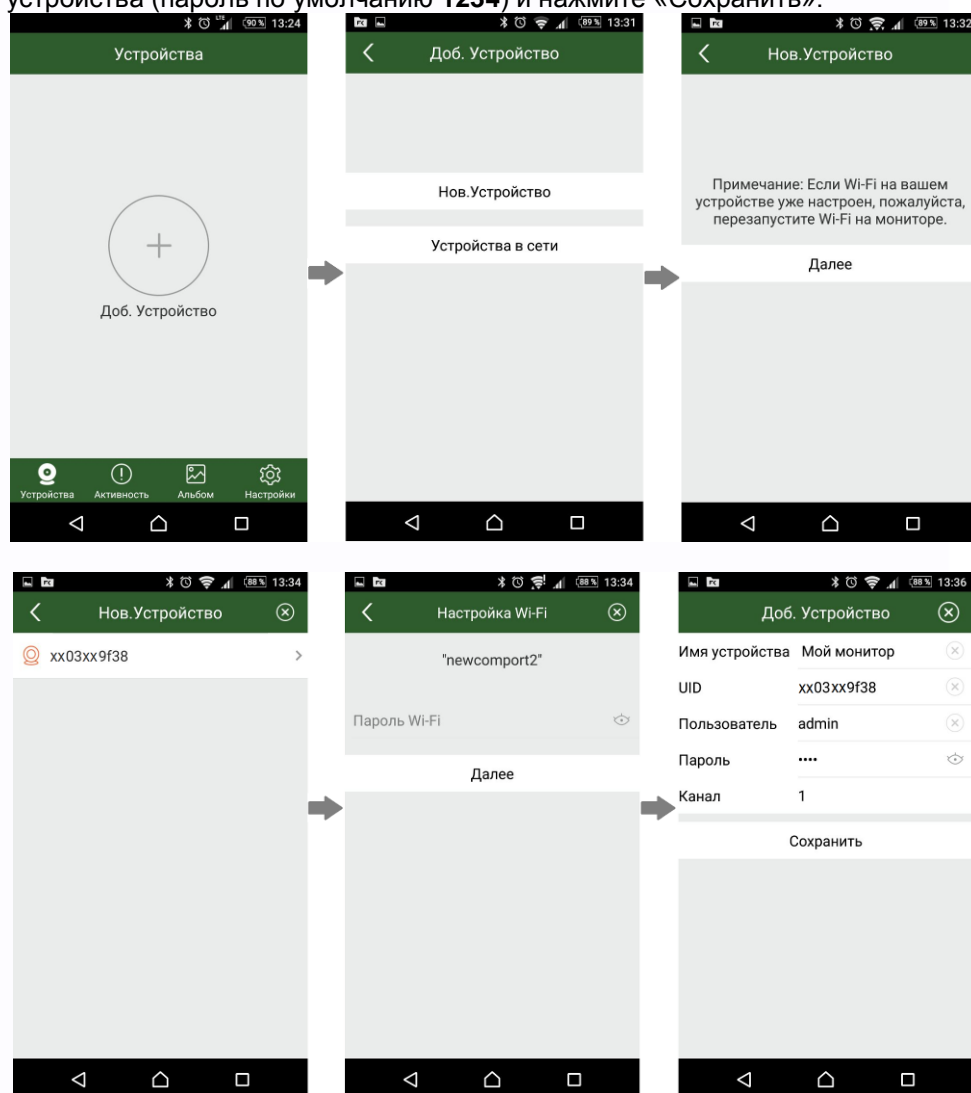 устройства (пароль по умолчанию 1234) и нажмите «Сохранить».
LTE 90 % 13:24
Устройства
Доб. Устройство
Устройства Активность Альбом Настройки
89 % 13:31
Доб. Устройство
Нов.Устройство
Устройства в сети
89 % 13:32
Нов.Устройство
Примечание: Если Wi-Fi на вашем
устройстве уже настроен, пожалуйста,
перезапустите Wi-Fi на мониторе.
Далее
88 % 13:34
Нов.Устройство
xx03xx9f38
88 % 13:34
Настройка Wi-Fi
"newcomport2"
Пароль Wi-Fi
Далее
88 % 13:36
Доб. Устройство
Имя устройства Мой монитор
UID xx03xx9f38
Пользователь admin
Пароль ••••
Канал 1
Сохранить